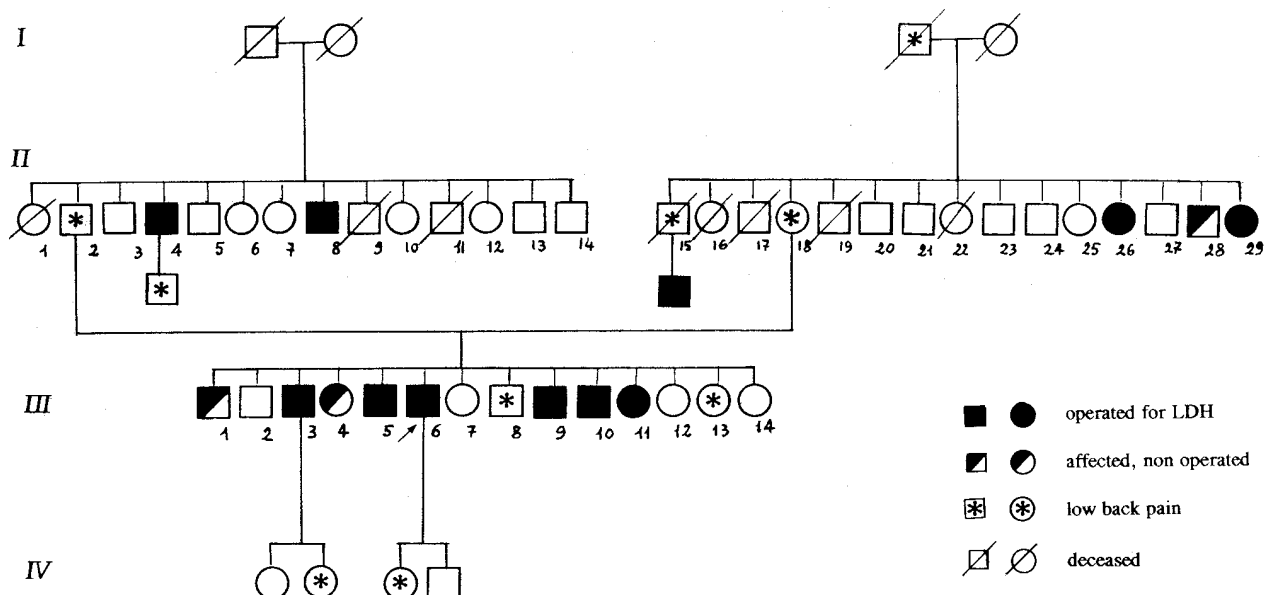 I
II
1 2 3 4 5 6 7 8 9 10 11 12 13 14 15 16 17 18 19 20 21 22 23 24 25 26 27 28 29
III
1 2 3 4 5 6 7 8 9 10 11 12 13 14
operated for LDH
affected, non operated
low back pain
deceased
IV